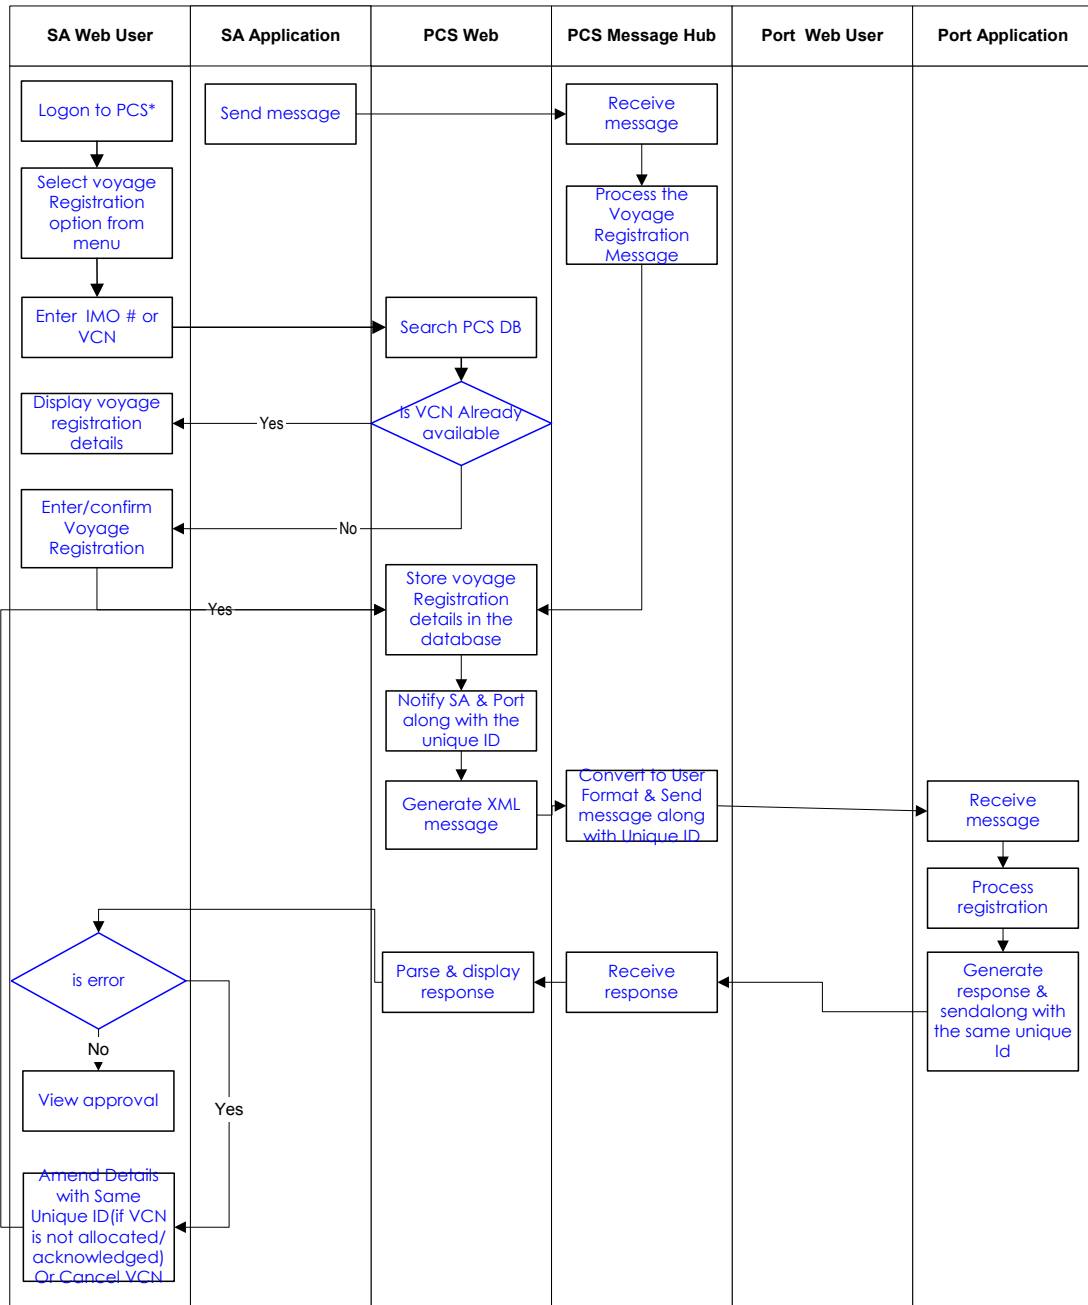 SA Web User
SA Application
PCS Web
PCS Message Hub
Port Web User
Port Application
Logon to PCS*
Send message
Receive
message
Select voyage
Registration
option from
menu
Process the
Voyage
Registration
Message
Enter IMO # or
VCN
Search PCS DB
Is VCN Already
available
Yes
Display voyage
registration
details
No
Enter/confirm
Voyage
Registration
Yes
Store voyage
Registration
details in the
database
Notify SA & Port
along with the
unique ID
Generate XML
message
Convert to User
Format & Send
message along
with Unique ID
Receive
message
Process
registration
Generate
response &
sendalong with
the same unique
Id
Receive
response
Parse & display
response
is error
No
View approval
Yes
Amend Details
with Same
Unique ID(if VCN
is not allocated/
acknowledged)
Or Cancel VCN